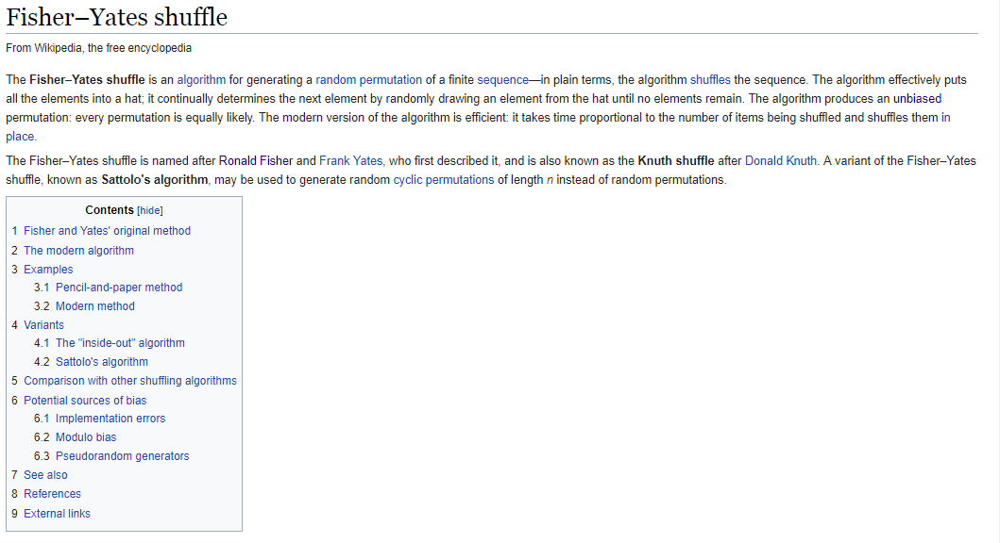 Fisher–Yates shuffle
From Wikipedia, the free encyclopedia
The Fisher–Yates shuffle is an algorithm for generating a random permutation of a finite sequence—in plain terms, the algorithm shuffles the sequence. The algorithm effectively puts
all the elements into a hat; it continually determines the next element by randomly drawing an element from the hat until no elements remain. The algorithm produces an unbiased
permutation: every permutation is equally likely. The modern version of the algorithm is efficient: it takes time proportional to the number of items being shuffled and shuffles them in
place.
The Fisher–Yates shuffle is named after Ronald Fisher and Frank Yates, who first described it, and is also known as the Knuth shuffle after Donald Knuth. A variant of the Fisher–Yates
shuffle, known as Sattolo's algorithm, may be used to generate random cyclic permutations of length n instead of random permutations.
Contents [hide]
1 Fisher and Yates' original method
2 The modern algorithm
3 Examples
3.1 Pencil-and-paper method
3.2 Modern method
4 Variants
4.1 The "inside-out" algorithm
4.2 Sattolo's algorithm
5 Comparison with other shuffling algorithms
6 Potential sources of bias
6.1 Implementation errors
6.2 Modulo bias
6.3 Pseudorandom generators
7 See also
8 References
9 External links